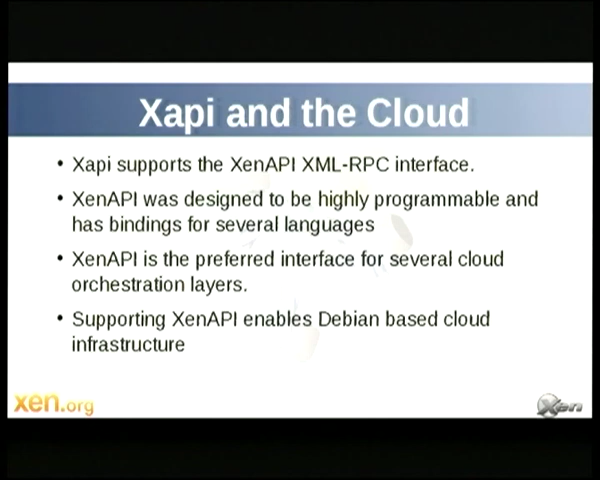 Xapi and the Cloud
• Xapi supports the XenAPI XML-RPC interface.
• XenAPI was designed to be highly programmable and
has bindings for several languages
• XenAPI is the preferred interface for several cloud
orchestration layers.
• Supporting XenAPI enables Debian based cloud
infrastructure
xen.org
Xen